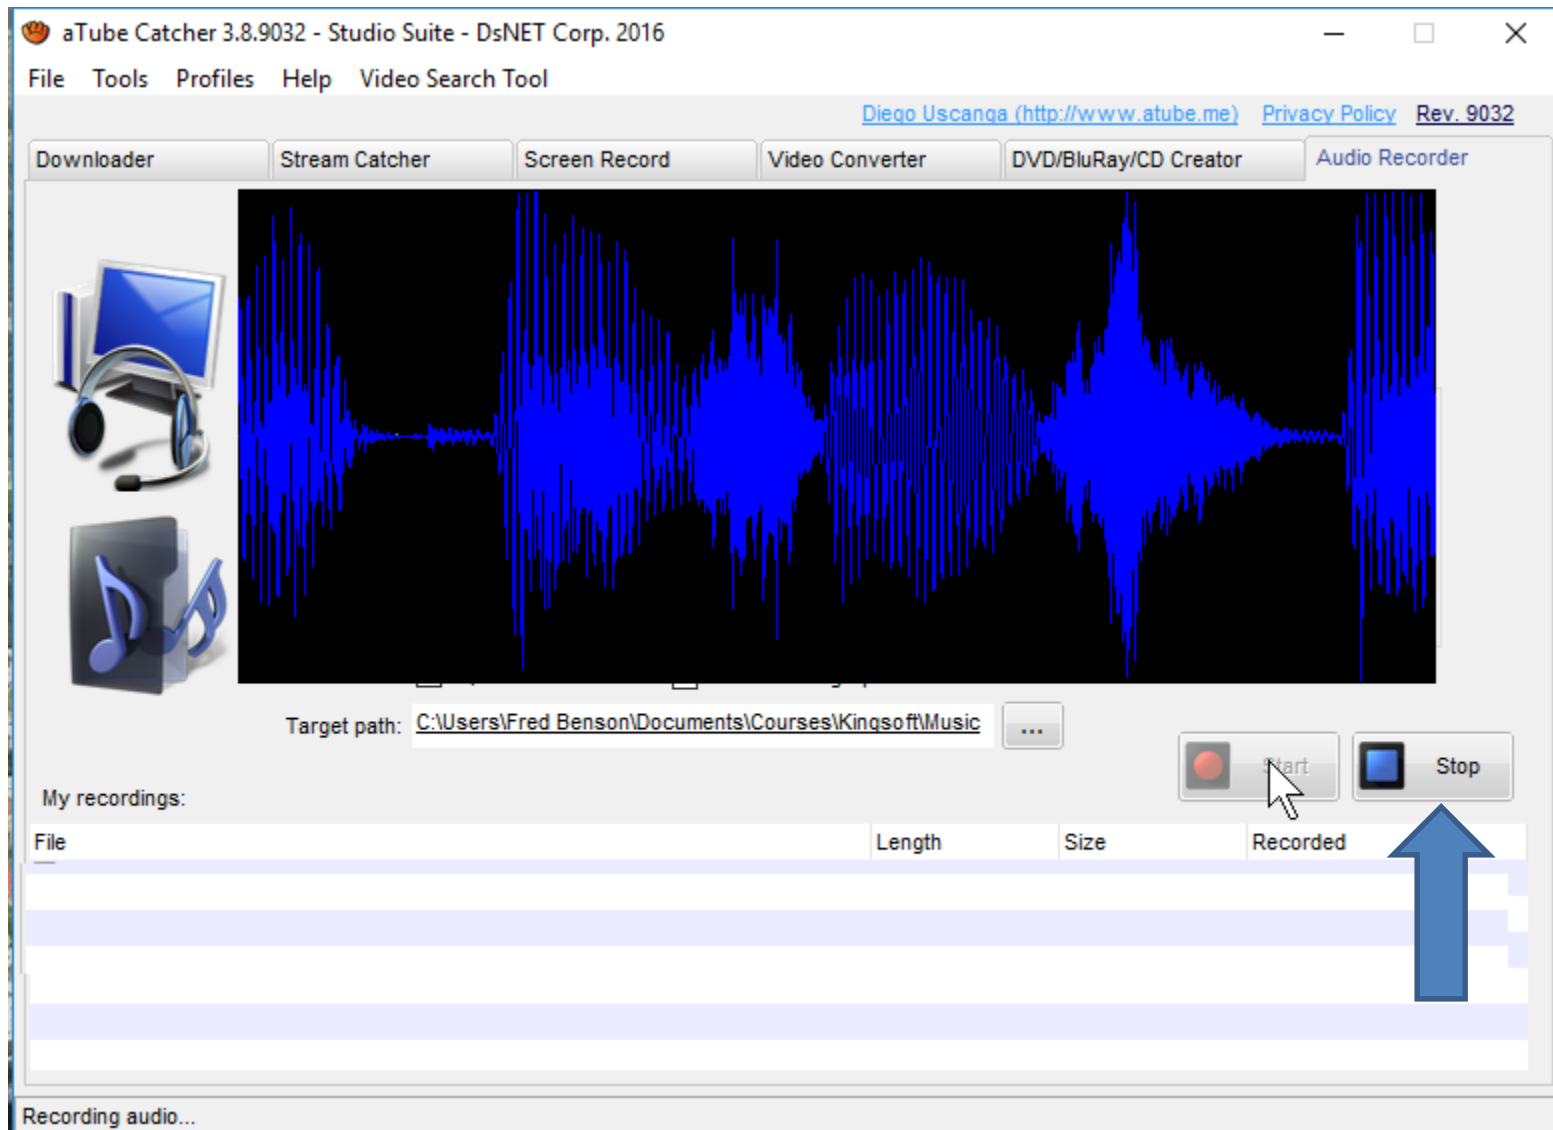 aTube Catcher 3.8.9032 - Studio Suite - DsNET Corp. 2016
File Tools Profiles Help Video Search Tool
Diego Uscanga (http://www.atube.me) Privacy Policy Rev. 9032
Downloader Stream Catcher Screen Record Video Converter DVD/BluRay/CD Creator Audio Recorder
Target path: C:\Users\Fred Benson\Documents\Courses\Kingsoft\Music ...
Start Stop
My recordings:
File Length Size Recorded
Recording audio...